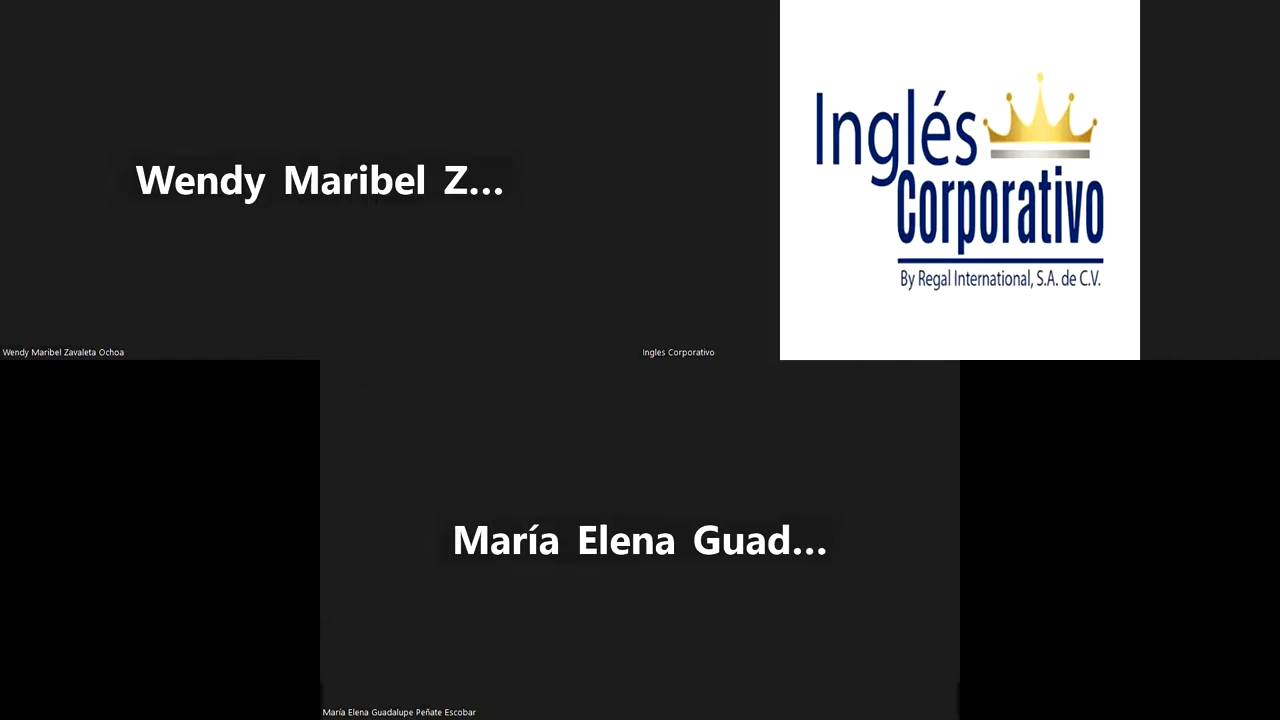 Wendy Maribel Z...
Wendy Maribel Zavaleta Ochoa
Inglés
Corporativo
By Regal International, S.A. de C.V.
Ingles Corporativo
María Elena Guad...
María Elena Guadalupe Peñate Escobar